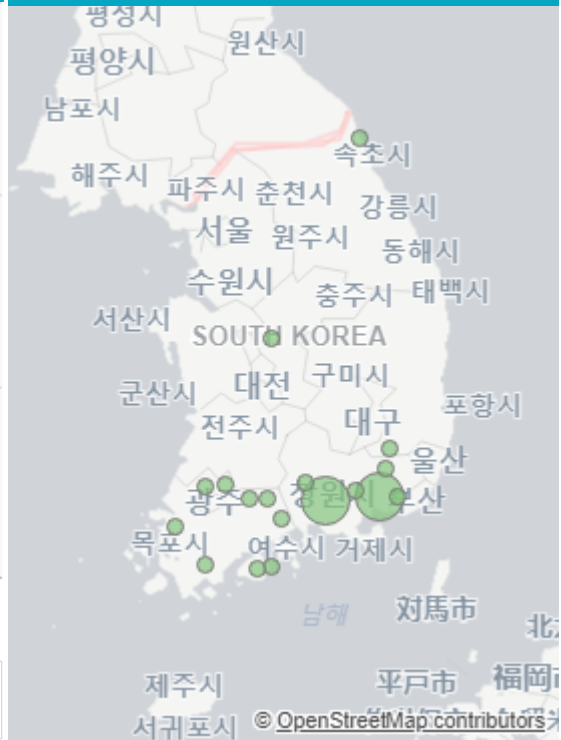 평성시
원산시
평양시
남포시
속초시
해주시 파주시 춘천시
강릉시
서울 원주시
동해시
수원시
충주시 태백시
서산시
SOUTH KOREA
대전 구미시
군산시
포항시
전주시 대구
울산
광주 창원시 부산
목포시 여수시 거제시
남해 対馬市
제주시 平戸市 福岡
서귀포시 © OpenStreetMap contributors